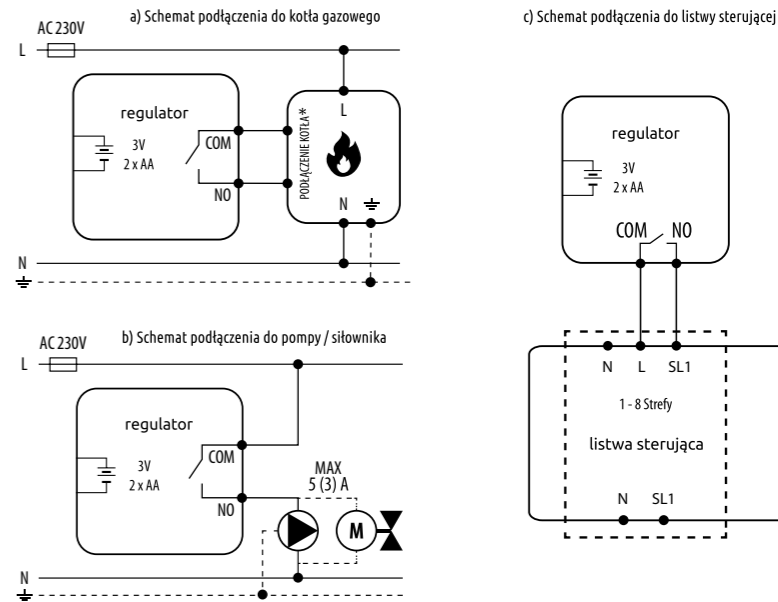 a) Schemat podłączenia do kotła gazowego
AC 230V
L
regulator
3V
2 x AA
COM
NO
PODŁĄCZENIE KOTŁA*
L
N
N
b) Schemat podłączenia do pompy / siłownika
AC 230V
L
regulator
3V
2 x AA
COM
NO
MAX
5 (3) A
M
N
c) Schemat podłączenia do listwy sterującej
regulator
3V
2 x AA
COM NO
N L SL1
1 - 8 Strefy
listwa sterująca
N SL1